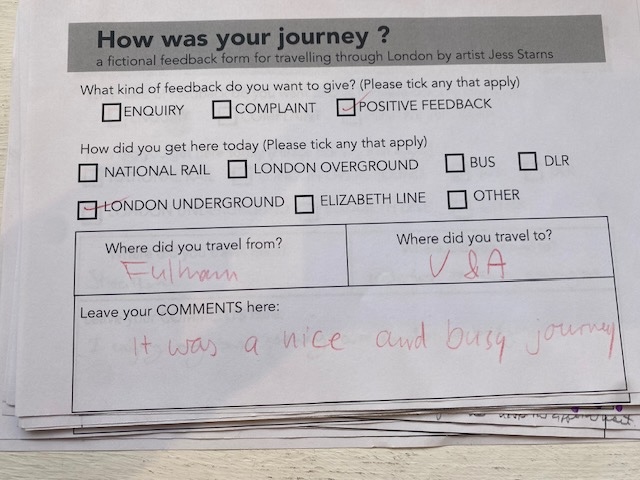 How was your journey ?
a fictional feedback form for travelling through London by artist Jess Starns
What kind of feedback do you want to give? (Please tick any that apply)
ENQUIRY COMPLAINT POSITIVE FEEDBACK
How did you get here today (Please tick any that apply)
NATIONAL RAIL LONDON OVERGROUND BUS DLR
LONDON UNDERGROUND ELIZABETH LINE OTHER
Where did you travel from? Where did you travel to?
Fulham V &A
Leave your COMMENTS here:
It was a nice and busy journey